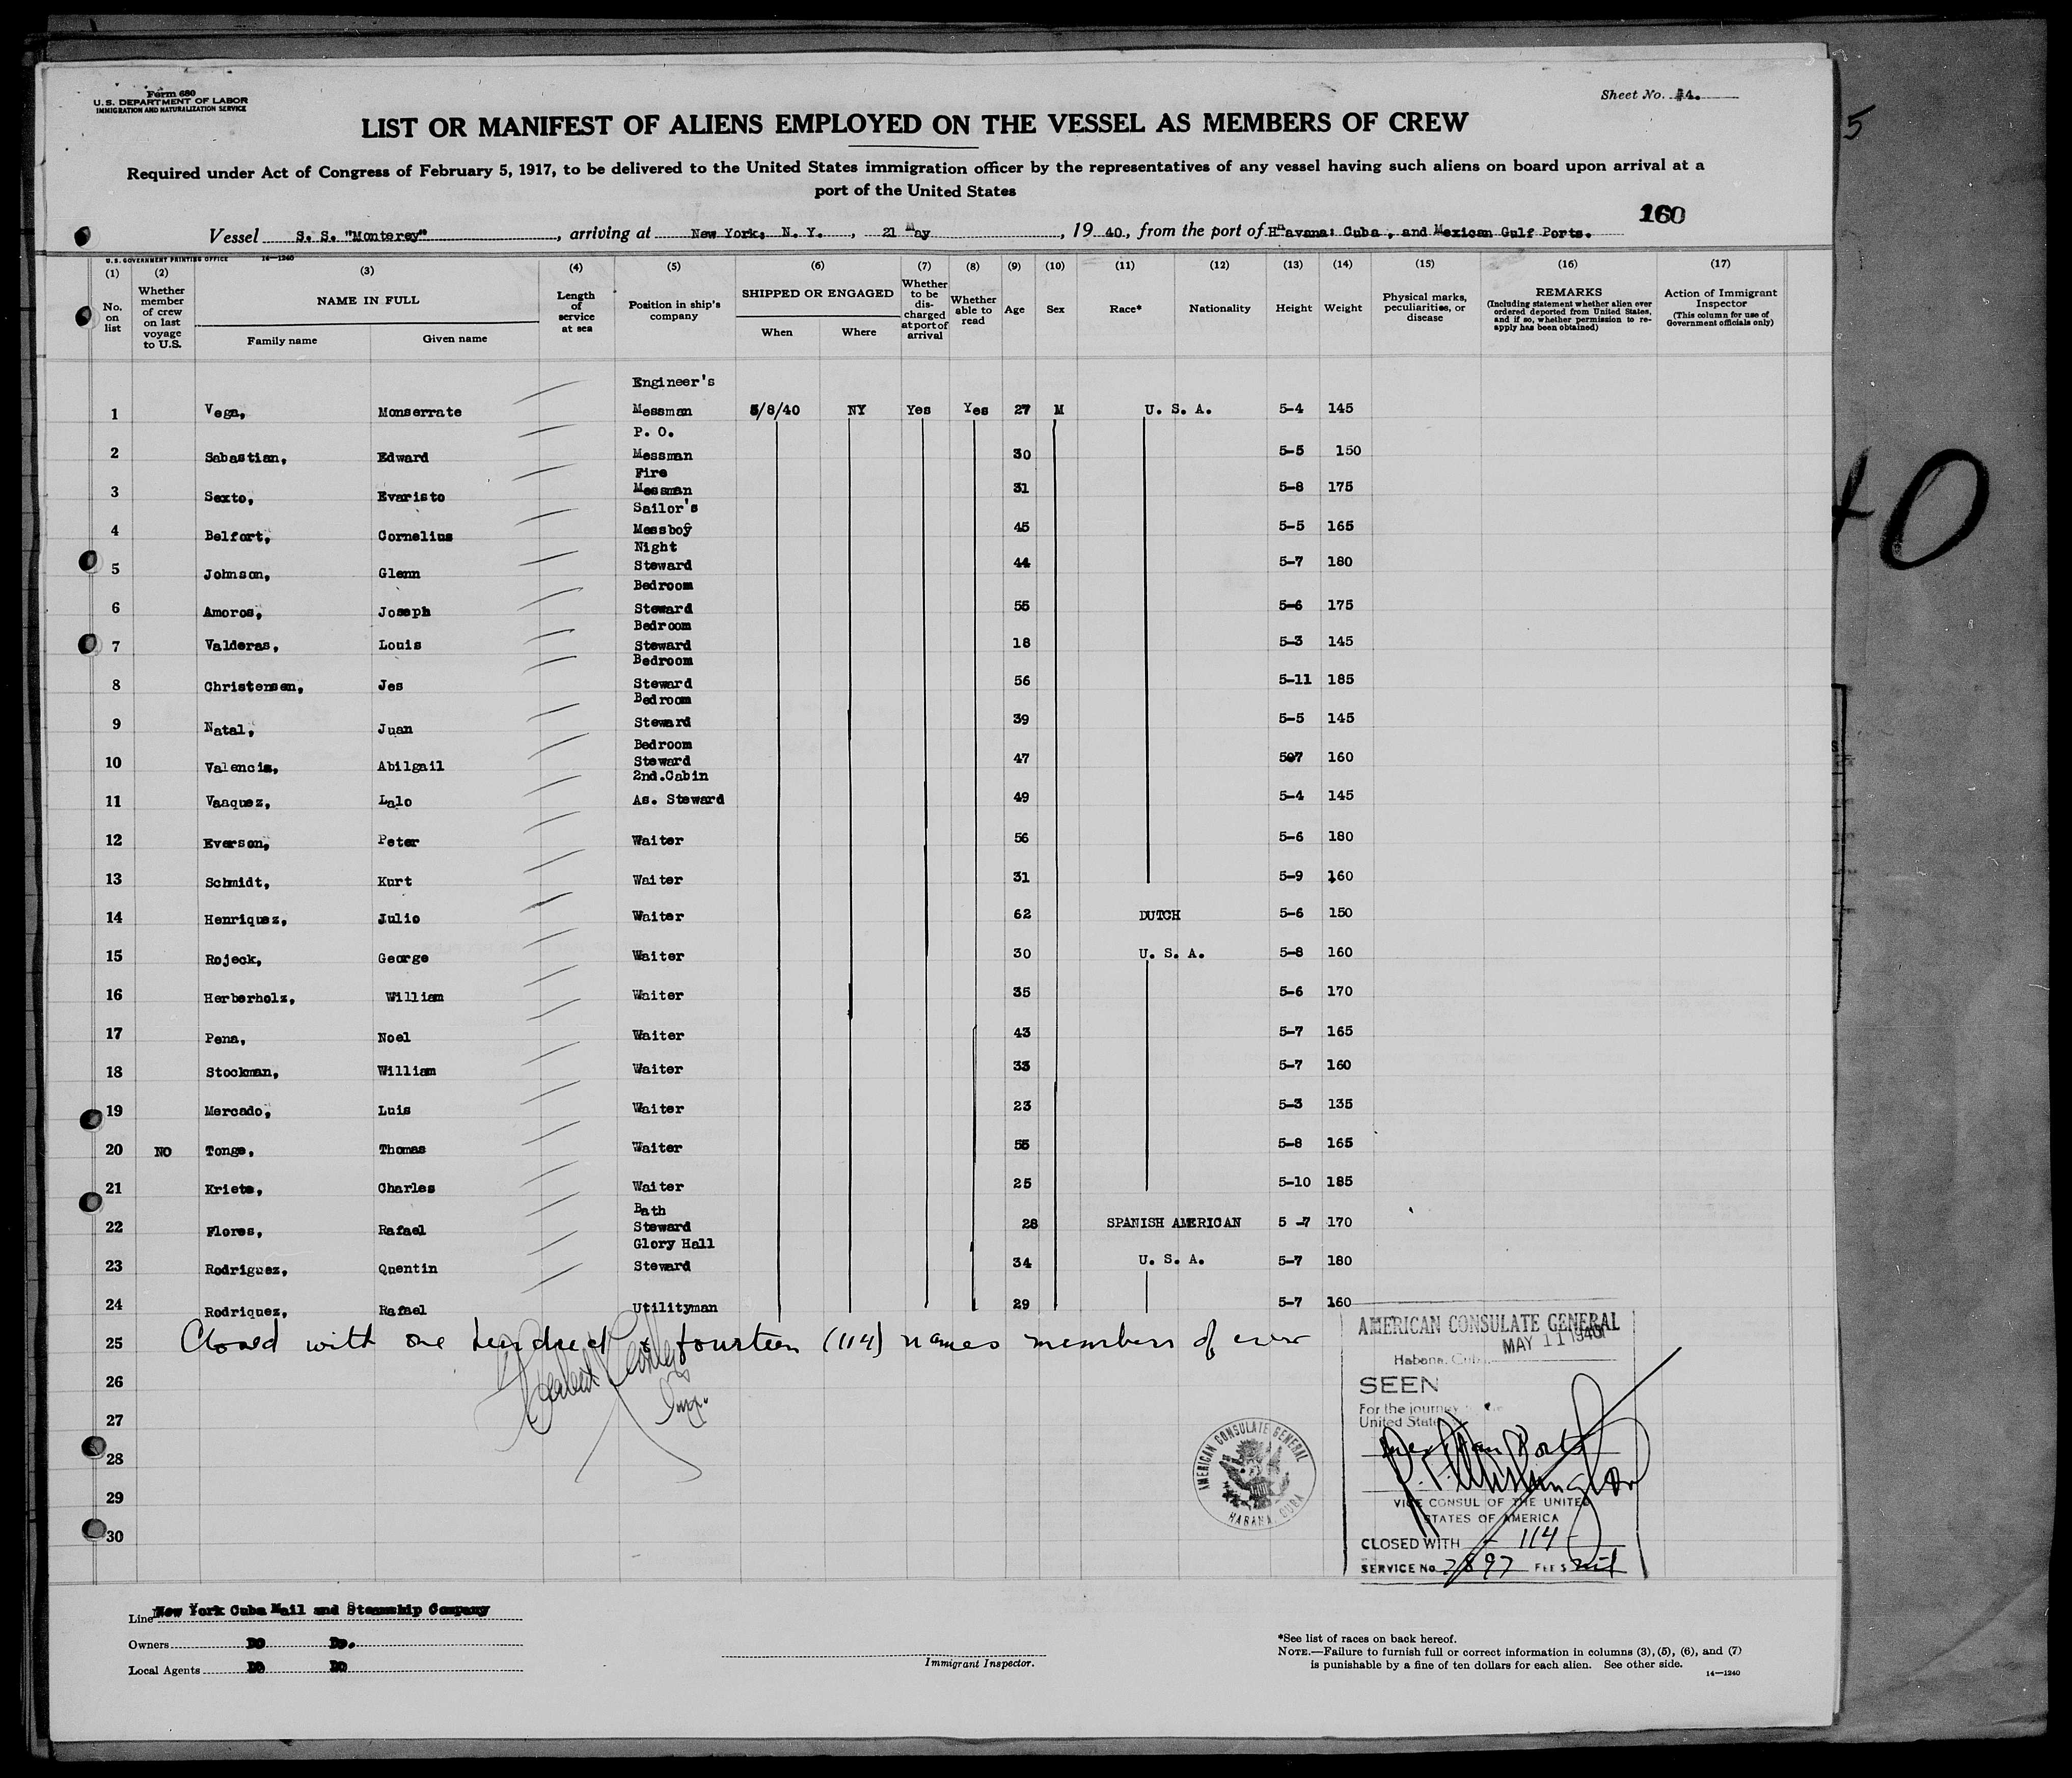 Form 680
U.S. DEPARTMENT OF LABOR
IMMIGRATION AND NATURALIZATION SERVICE
Sheet No. #4.
LIST OR MANIFEST OF ALIENS EMPLOYED ON THE VESSEL AS MEMBERS OF CREW
Required under Act of Congress of February 5, 1917, to be delivered to the United States immigration officer by the representatives of any vessel having such aliens on board upon arrival at a
port of the United States
160
Vessel S. S. "Monterey", arriving at New York, N. Y., 21 May, 1940, from the port of Havana: Cuba, and Mexican Gulf Ports.
U.S. GOVERNMENT PRINTING OFFICE 14—1240
(1) (2) (3) (4) (5) (6) (7) (8) (9) (10) (11) (12) (13) (14) (15) (16) (17)
No. on list
Whether member of crew on last voyage to U.S.
NAME IN FULL
Family name Given name
Length of service at sea
Position in ship's company
SHIPPED OR ENGAGED
When Where
Whether to be discharged at port of arrival
Whether able to read
Age Sex Race* Nationality Height Weight
Physical marks, peculiarities, or disease
REMARKS
(Including statement whether alien ever ordered deported from United States, and if so, whether permission to reapply has been obtained)
Action of Immigrant Inspector
(This column for use of Government officials only)
1 Vega, Monserrate Engineer's Messman 5/8/40 NY Yes Yes 27 M U. S. A. 5-4 145
2 Sabastian, Edward P. O. Messman 30 5-5 150
3 Sexto, Evaristo Fire Messman 31 5-8 175
4 Belfort, Cornelius Sailor's Messboy 45 5-5 165
5 Johnson, Glenn Night Steward 44 5-7 180
6 Amoros, Joseph Bedroom Steward 55 5-6 175
7 Valderas, Louis Bedroom Steward 18 5-3 145
8 Christensen, Jes Bedroom Steward 56 5-11 185
9 Natal, Juan Bedroom Steward 39 5-5 145
10 Valencia, Abilgail Bedroom Steward 47 507 160
11 Vaaquez, Lalo 2nd.Cabin As. Steward 49 5-4 145
12 Everson, Peter Waiter 56 5-6 180
13 Schmidt, Kurt Waiter 31 5-9 160
14 Henriquez, Julio Waiter 62 DUTCH 5-6 150
15 Rojeck, George Waiter 30 U. S. A. 5-8 160
16 Herberholz, William Waiter 35 5-6 170
17 Pena, Noel Waiter 43 5-7 165
18 Stockman, William Waiter 33 5-7 160
19 Mercado, Luis Waiter 23 5-3 135
20 NO Tonge, Thomas Waiter 55 5-8 165
21 Kriete, Charles Waiter 25 5-10 185
22 Flores, Rafael Bath Steward 28 SPANISH AMERICAN 5 -7 170
23 Rodriguez, Quentin Glory Hall Steward 34 U. S. A. 5-7 180
24 Rodriquez, Rafael Utilityman 29 5-7 160
25 Closed with one hundred & fourteen (114) names members of crew
26
27
28
29
30
AMERICAN CONSULATE GENERAL
MAY 11 1940
Habana, Cuba
SEEN
For the journey
United States
VICE CONSUL OF THE UNITED
STATES OF AMERICA
CLOSED WITH - 114 -
SERVICE No. 2897 FEES nil
AMERICAN CONSULATE GENERAL
HABANA, CUBA
Line New York Cuba Mail and Steamship Company
Owners DO Do.
Local Agents DO DO
Immigrant Inspector.
*See list of races on back hereof.
NOTE.—Failure to furnish full or correct information in columns (3), (5), (6), and (7)
is punishable by a fine of ten dollars for each alien. See other side.
14—1240
5
40